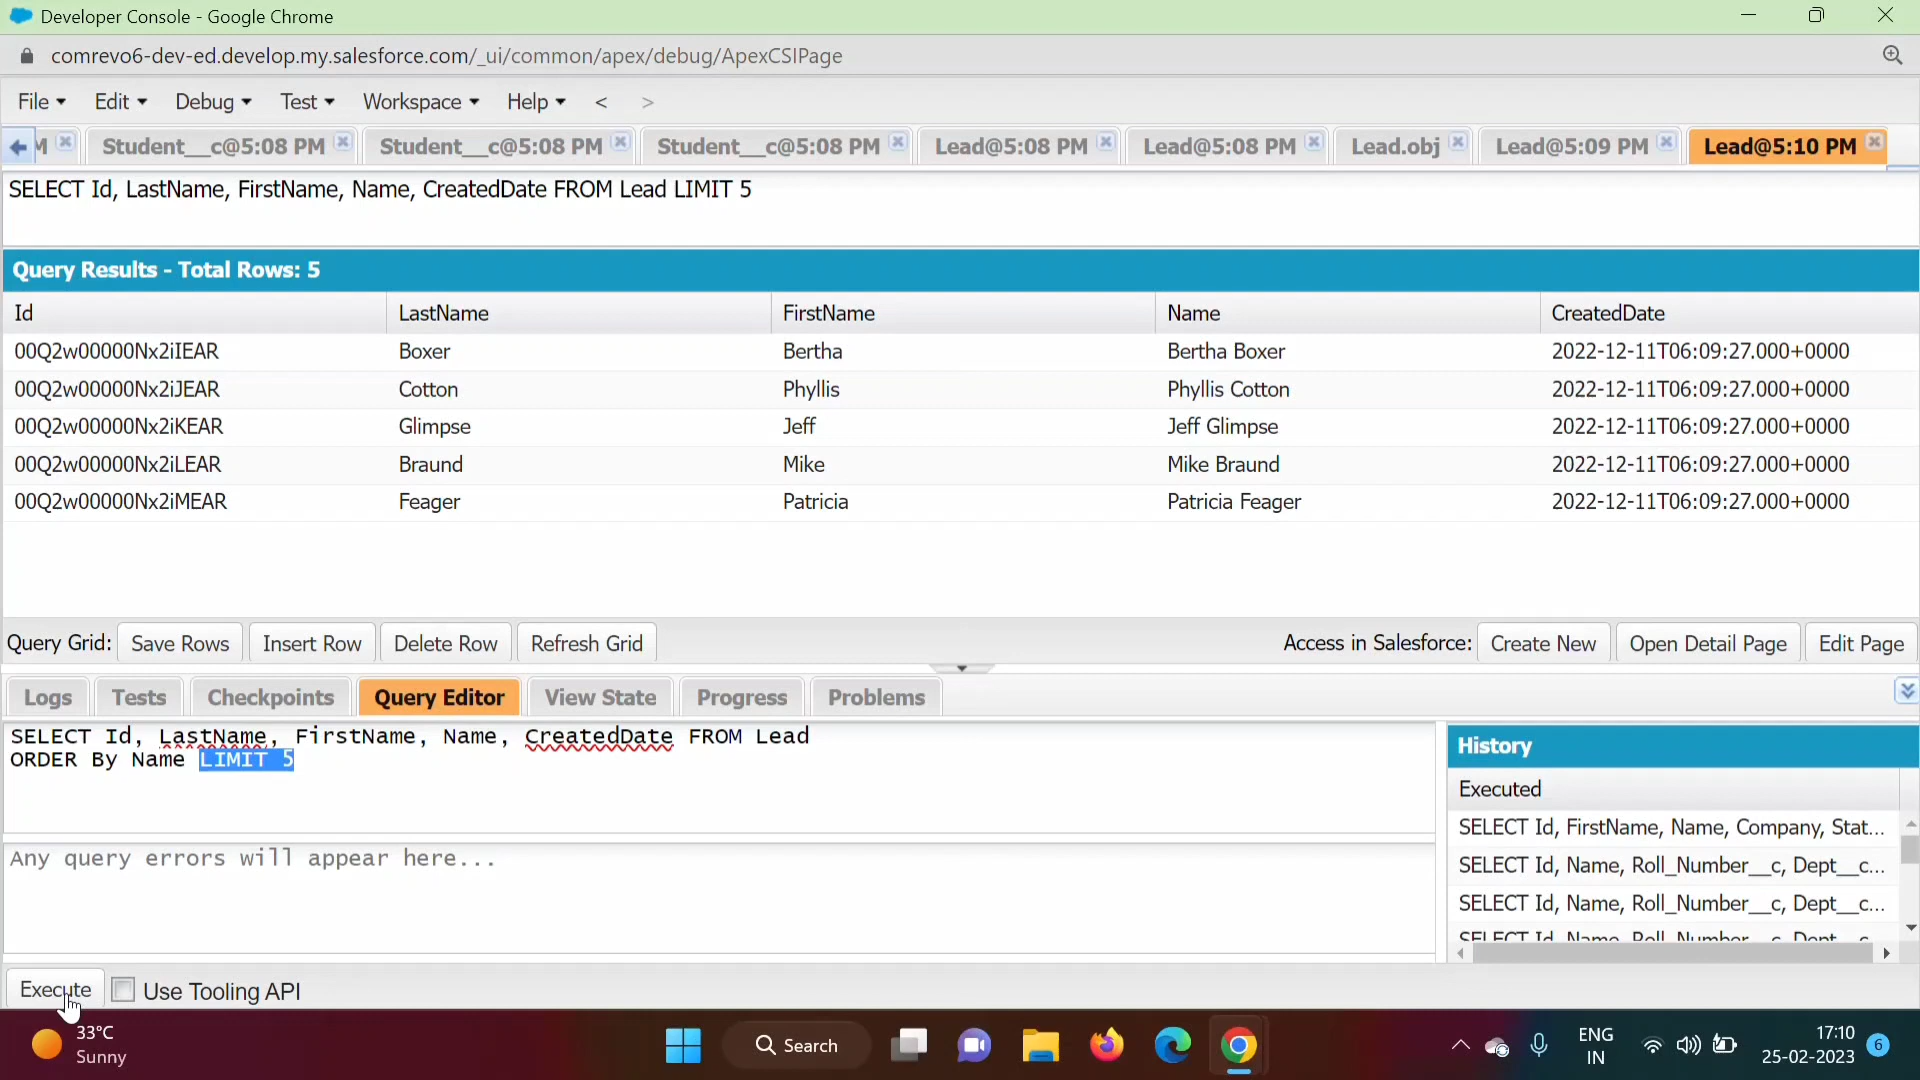 Developer Console - Google Chrome
comrevo6-dev-ed.develop.my.salesforce.com/_ui/common/apex/debug/ApexCSIPage
File Edit Debug Test Workspace Help < >
M Student__c@5:08 PM Student__c@5:08 PM Student__c@5:08 PM Lead@5:08 PM Lead@5:08 PM Lead.obj Lead@5:09 PM Lead@5:10 PM
SELECT Id, LastName, FirstName, Name, CreatedDate FROM Lead LIMIT 5
Query Results - Total Rows: 5
Id LastName FirstName Name CreatedDate
00Q2w00000Nx2iIEAR Boxer Bertha Bertha Boxer 2022-12-11T06:09:27.000+0000
00Q2w00000Nx2iJEAR Cotton Phyllis Phyllis Cotton 2022-12-11T06:09:27.000+0000
00Q2w00000Nx2iKEAR Glimpse Jeff Jeff Glimpse 2022-12-11T06:09:27.000+0000
00Q2w00000Nx2iLEAR Braund Mike Mike Braund 2022-12-11T06:09:27.000+0000
00Q2w00000Nx2iMEAR Feager Patricia Patricia Feager 2022-12-11T06:09:27.000+0000
Query Grid: Save Rows Insert Row Delete Row Refresh Grid Access in Salesforce: Create New Open Detail Page Edit Page
Logs Tests Checkpoints Query Editor View State Progress Problems
SELECT Id, LastName, FirstName, Name, CreatedDate FROM Lead
ORDER By Name LIMIT 5
Any query errors will appear here...
History
Executed
SELECT Id, FirstName, Name, Company, Stat...
SELECT Id, Name, Roll_Number__c, Dept__c...
SELECT Id, Name, Roll_Number__c, Dept__c...
SELECT Id, Name, Roll_Number__c, Dept__c...
Execute Use Tooling API
33°C
Sunny
Search
ENG
IN
17:10
25-02-2023
6